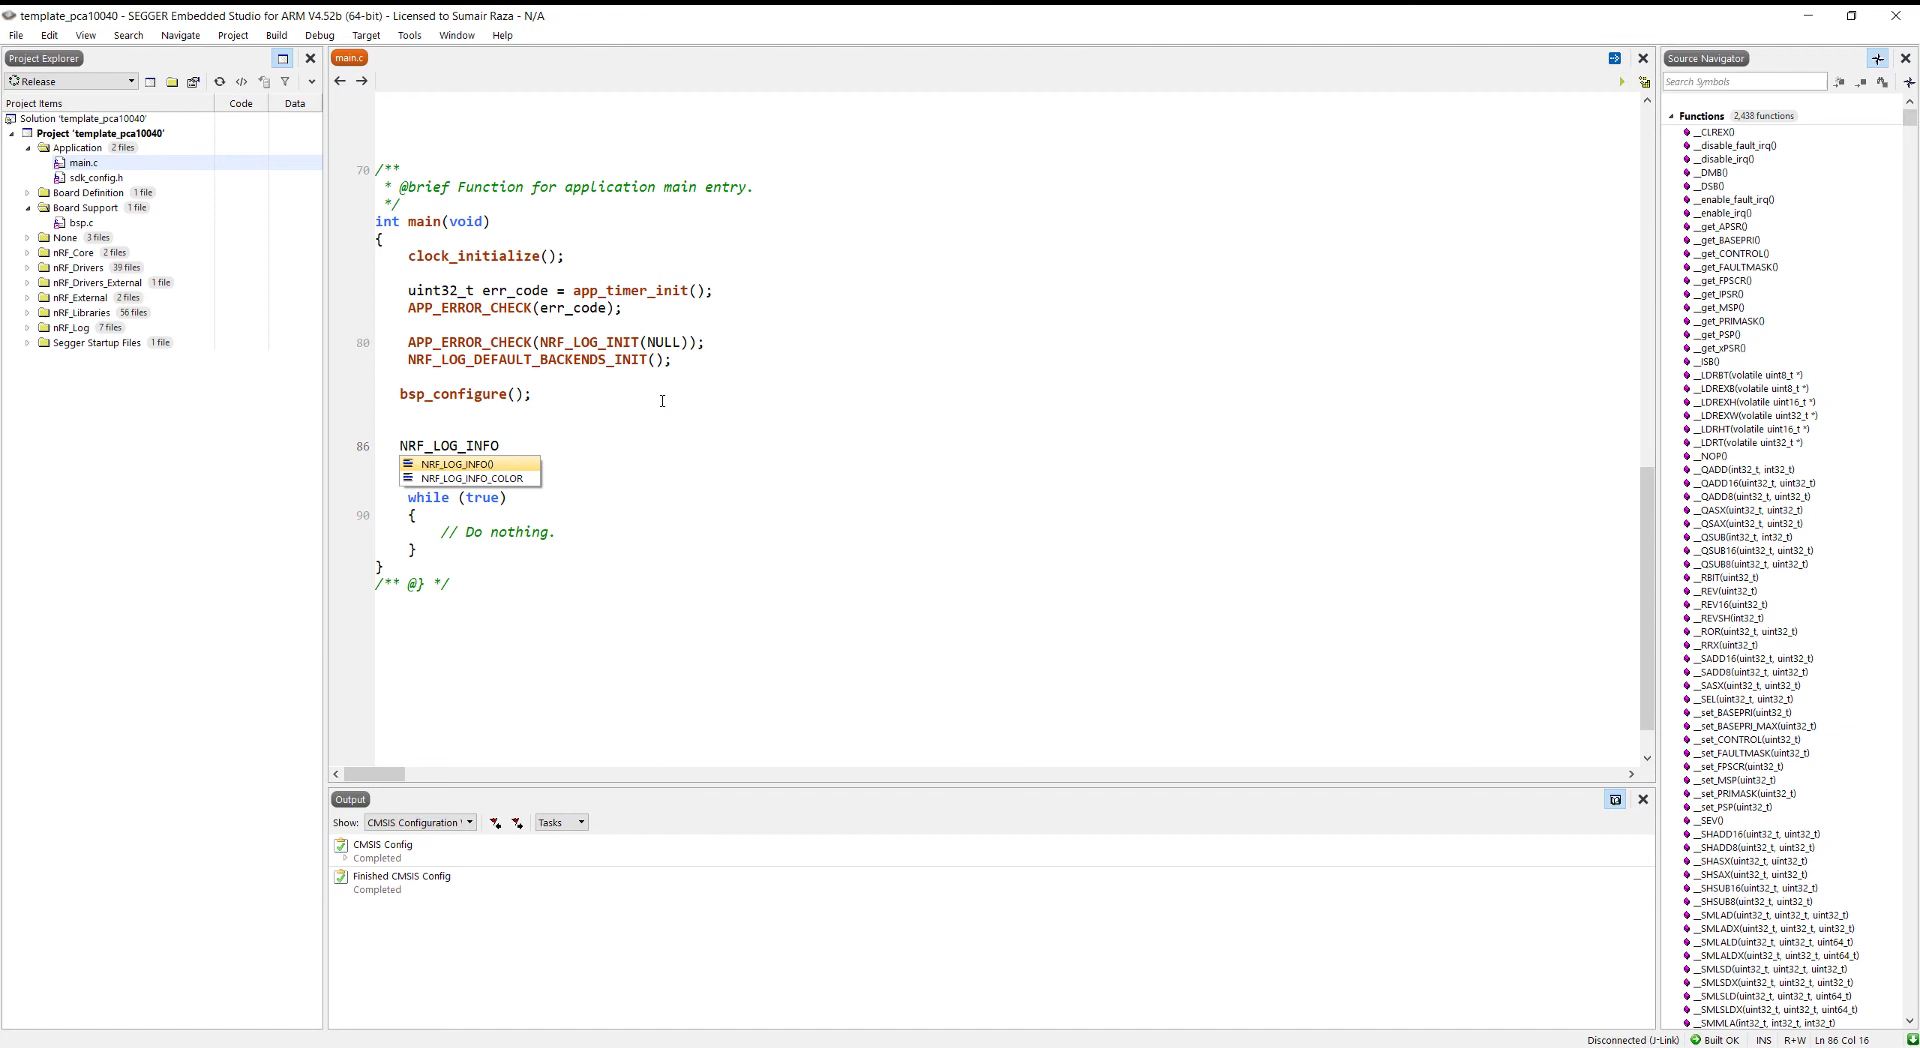 template_pca10040 - SEGGER Embedded Studio for ARM V4.52b (64-bit) - Licensed to Sumair Raza - N/A
File Edit View Search Navigate Project Build Debug Target Tools Window Help
Project Explorer
Release
Project Items Code Data
Solution 'template_pca10040'
Project 'template_pca10040'
Application 2 files
main.c
sdk_config.h
Board Definition 1 file
Board Support 1 file
bsp.c
None 3 files
nRF_Core 2 files
nRF_Drivers 39 files
nRF_Drivers_External 1 file
nRF_External 2 files
nRF_Libraries 56 files
nRF_Log 7 files
Segger Startup Files 1 file
main.c
70 /**
* @brief Function for application main entry.
*/
int main(void)
{
clock_initialize();
uint32_t err_code = app_timer_init();
APP_ERROR_CHECK(err_code);
80 APP_ERROR_CHECK(NRF_LOG_INIT(NULL));
NRF_LOG_DEFAULT_BACKENDS_INIT();
bsp_configure();
86 NRF_LOG_INFO
NRF_LOG_INFO()
NRF_LOG_INFO_COLOR
while (true)
90 {
// Do nothing.
}
}
/** @} */
Output
Show: CMSIS Configuration Tasks
CMSIS Config
Completed
Finished CMSIS Config
Completed
Source Navigator
Search Symbols
Functions 2,438 functions
__CLREX()
__disable_fault_irq()
__disable_irq()
__DMB()
__DSB()
__enable_fault_irq()
__enable_irq()
__get_APSR()
__get_BASEPRI()
__get_CONTROL()
__get_FAULTMASK()
__get_FPSCR()
__get_IPSR()
__get_MSP()
__get_PRIMASK()
__get_PSP()
__get_xPSR()
__ISB()
__LDRBT(volatile uint8_t *)
__LDREXB(volatile uint8_t *)
__LDREXH(volatile uint16_t *)
__LDREXW(volatile uint32_t *)
__LDRHT(volatile uint16_t *)
__LDRT(volatile uint32_t *)
__NOP()
__QADD(int32_t, int32_t)
__QADD16(uint32_t, uint32_t)
__QADD8(uint32_t, uint32_t)
__QASX(uint32_t, uint32_t)
__QSAX(uint32_t, uint32_t)
__QSUB(int32_t, int32_t)
__QSUB16(uint32_t, uint32_t)
__QSUB8(uint32_t, uint32_t)
__RBIT(uint32_t)
__REV(uint32_t)
__REV16(uint32_t)
__REVSH(int32_t)
__ROR(uint32_t, uint32_t)
__RRX(uint32_t)
__SADD16(uint32_t, uint32_t)
__SADD8(uint32_t, uint32_t)
__SASX(uint32_t, uint32_t)
__SEL(uint32_t, uint32_t)
__set_BASEPRI(uint32_t)
__set_BASEPRI_MAX(uint32_t)
__set_CONTROL(uint32_t)
__set_FAULTMASK(uint32_t)
__set_FPSCR(uint32_t)
__set_MSP(uint32_t)
__set_PRIMASK(uint32_t)
__set_PSP(uint32_t)
__SEV()
__SHADD16(uint32_t, uint32_t)
__SHADD8(uint32_t, uint32_t)
__SHASX(uint32_t, uint32_t)
__SHSAX(uint32_t, uint32_t)
__SHSUB16(uint32_t, uint32_t)
__SHSUB8(uint32_t, uint32_t)
__SMLAD(uint32_t, uint32_t, uint32_t)
__SMLADX(uint32_t, uint32_t, uint32_t)
__SMLALD(uint32_t, uint32_t, uint64_t)
__SMLALDX(uint32_t, uint32_t, uint64_t)
__SMLSD(uint32_t, uint32_t, uint32_t)
__SMLSDX(uint32_t, uint32_t, uint32_t)
__SMLSLD(uint32_t, uint32_t, uint64_t)
__SMLSLDX(uint32_t, uint32_t, uint64_t)
__SMMLA(int32_t, int32_t, int32_t)
Disconnected (J-Link) Built OK INS R+W Ln 86 Col 16